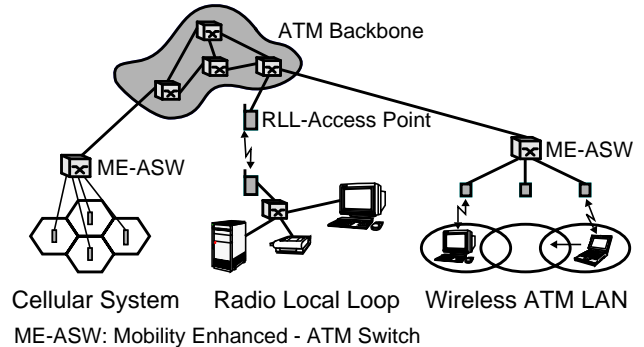 ATM Backbone
RLL-Access Point
ME-ASW
ME-ASW
Cellular System
Radio Local Loop
Wireless ATM LAN
ME-ASW: Mobility Enhanced - ATM Switch